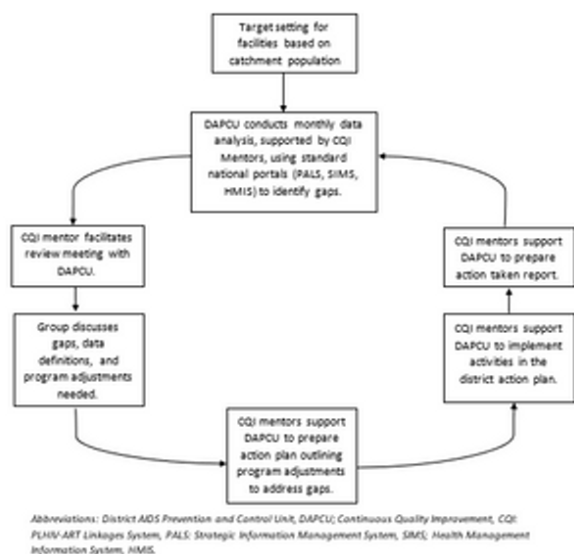 Target setting for
facilities based on
catchment population
DAPCU conducts monthly data
analysis, supported by CQI
Mentors, using standard
national portals (PALS, SIMS,
HMIS) to identify gaps.
CQI mentor facilitates
review meeting with
DAPCU.
Group discusses
gaps, data
definitions, and
program adjustments
needed.
CQI mentors support
DAPCU to prepare
action plan outlining
program adjustments
to address gaps.
CQI mentors support
DAPCU to implement
activities in the
district action plan.
CQI mentors support
DAPCU to prepare
action taken report.
Abbreviations: District AIDS Prevention and Control Unit, DAPCU; Continuous Quality Improvement, CQI:
PLHIV-ART Linkages System, PALS: Strategic Information Management System, SIMS; Health Management
Information System, HMIS.